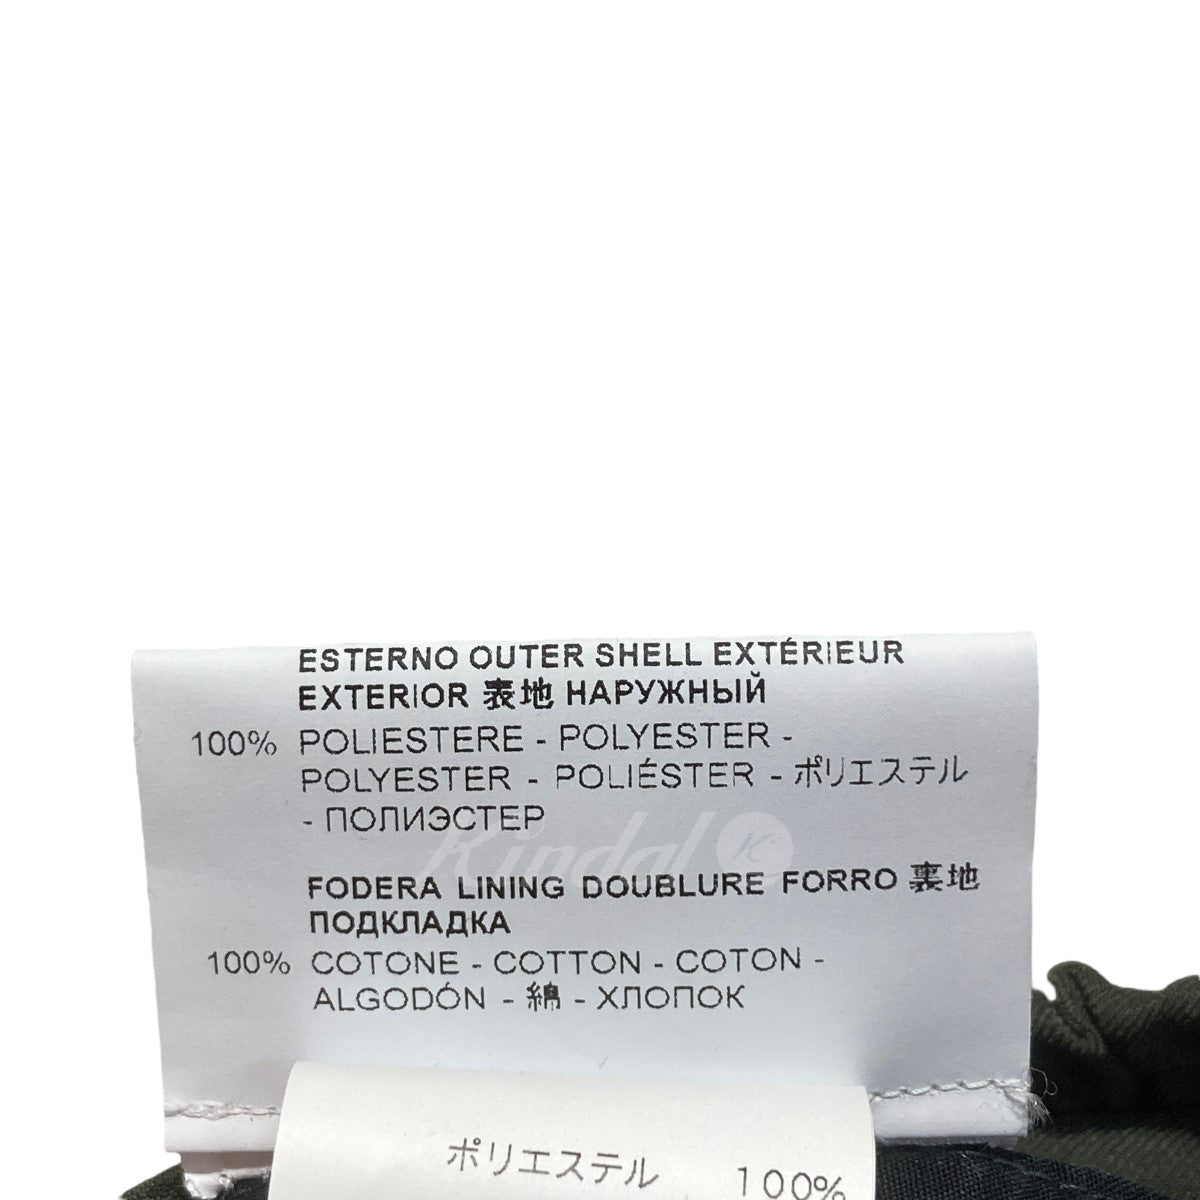 ESTERNO OUTER SHELL EXTÉRIEUR
EXTERIOR 表地 НАРУЖНЫЙ
100% POLIESTERE - POLYESTER -
POLYESTER - POLIÉSTER - ポリエステル
- ПОЛИЭСТЕР
Kindal K
FODERA LINING DOUBLURE FORRO 裏地
ПОДКЛАДКА
100% COTONE - COTTON - COTON -
ALGODÓN - 綿 - ХЛОПОК
ポリエステル 100%